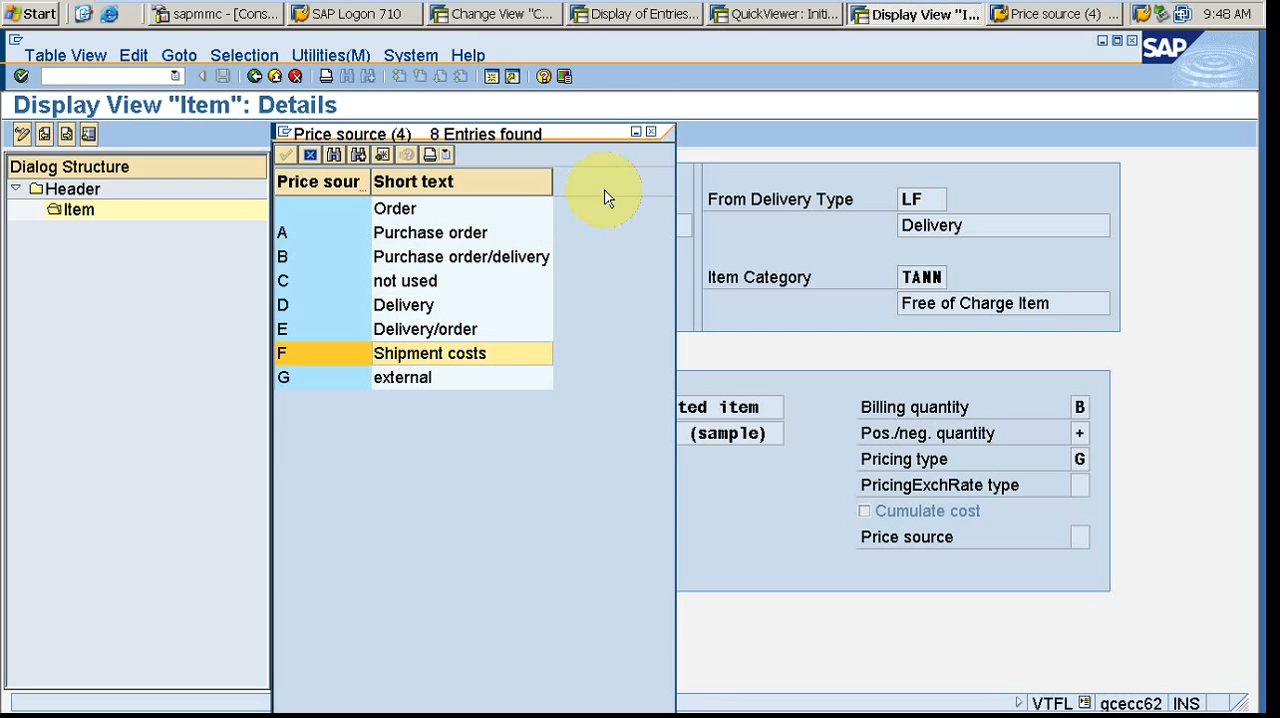 Start
sapmmc - [Cons...
SAP Logon 710
Change View "C...
Display of Entries...
QuickViewer: Initi...
Display View "I...
Price source (4) ...
9:48 AM
Table View Edit Goto Selection Utilities(M) System Help
SAP
Display View "Item": Details
Dialog Structure
Header
Item
Price source (4) 8 Entries found
Price sour... Short text
Order
A Purchase order
B Purchase order/delivery
C not used
D Delivery
E Delivery/order
F Shipment costs
G external
From Delivery Type LF
Delivery
Item Category TANN
Free of Charge Item
ted item
(sample)
Billing quantity B
Pos./neg. quantity +
Pricing type G
PricingExchRate type
Cumulate cost
Price source
VTFL qcecc62 INS